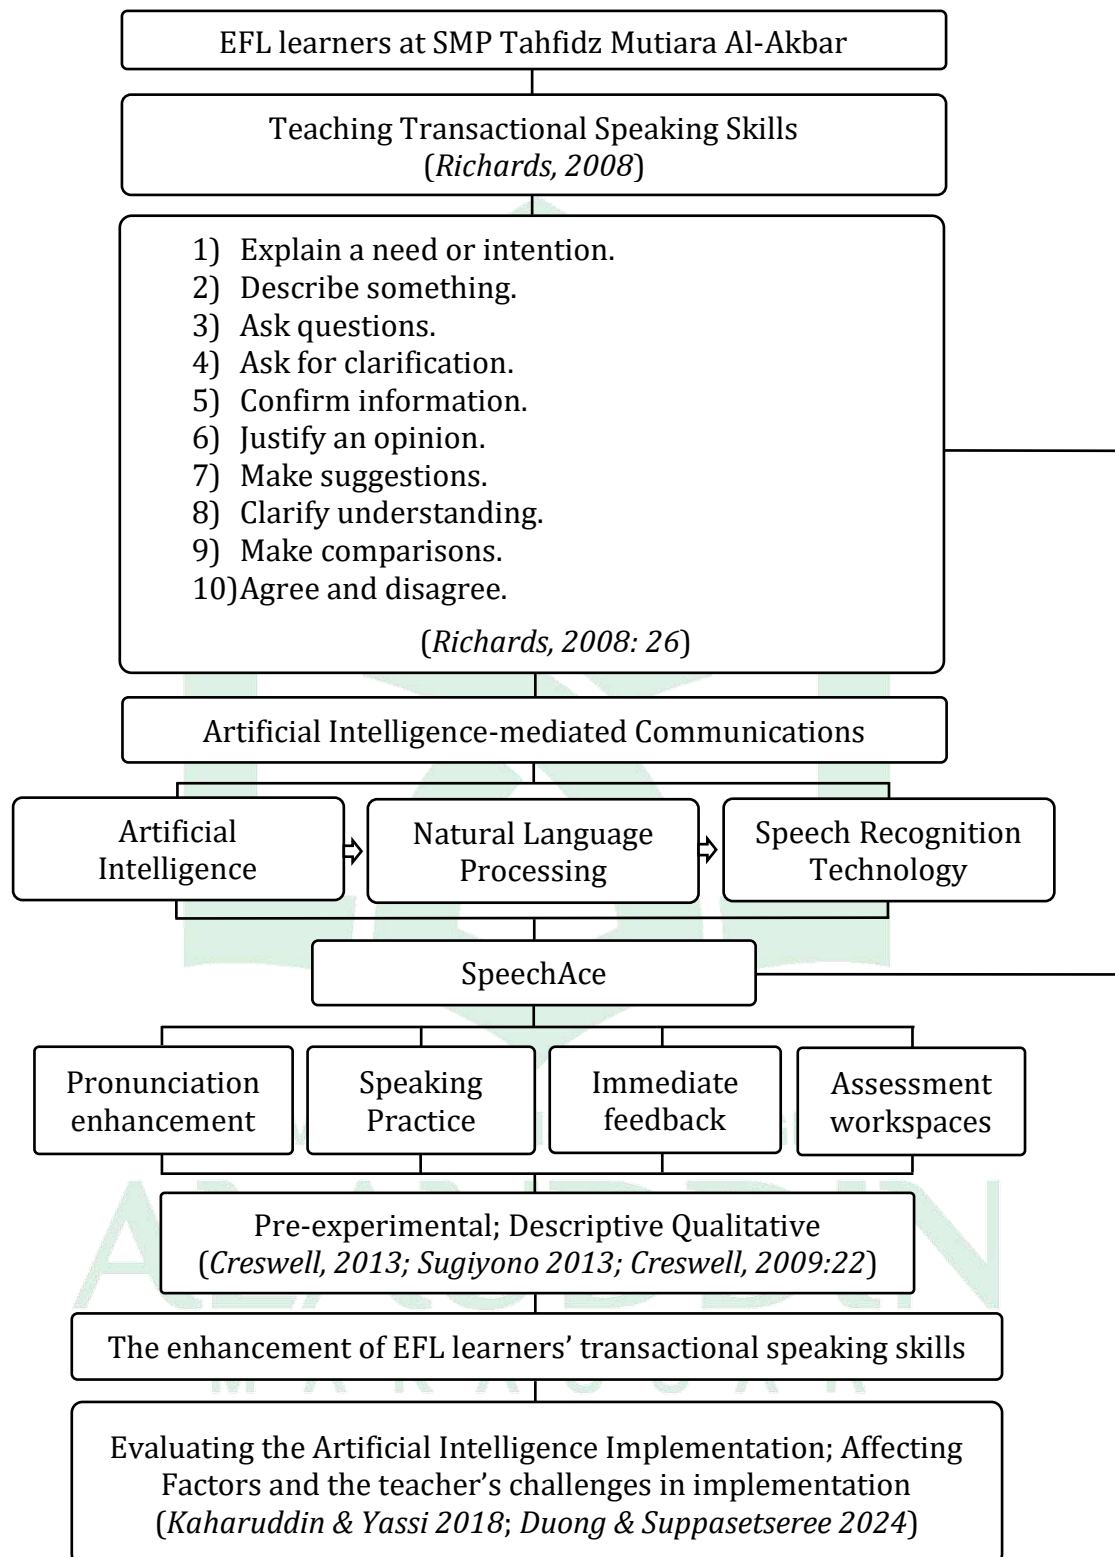 EFL learners at SMP Tahfidz Mutiara Al-Akbar
Teaching Transactional Speaking Skills
(Richards, 2008)
1) Explain a need or intention.
2) Describe something.
3) Ask questions.
4) Ask for clarification.
5) Confirm information.
6) Justify an opinion.
7) Make suggestions.
8) Clarify understanding.
9) Make comparisons.
10)Agree and disagree.
(Richards, 2008: 26)
Artificial Intelligence-mediated Communications
Artificial
Intelligence
Natural Language
Processing
Speech Recognition
Technology
SpeechAce
Pronunciation
enhancement
Speaking
Practice
Immediate
feedback
Assessment
workspaces
Pre-experimental; Descriptive Qualitative
(Creswell, 2013; Sugiyono 2013; Creswell, 2009:22)
ALAUDDIN
The enhancement of EFL learners’ transactional speaking skills
MAKASSAR
Evaluating the Artificial Intelligence Implementation; Affecting
Factors and the teacher’s challenges in implementation
(Kaharuddin & Yassi 2018; Duong & Suppasetseree 2024)